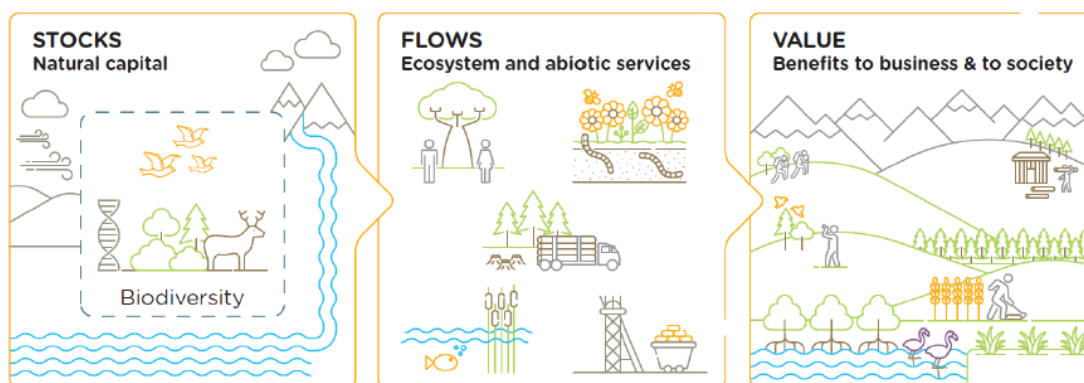 STOCKS
Natural capital
Biodiversity
FLOWS
Ecosystem and abiotic services
VALUE
Benefits to business & to society